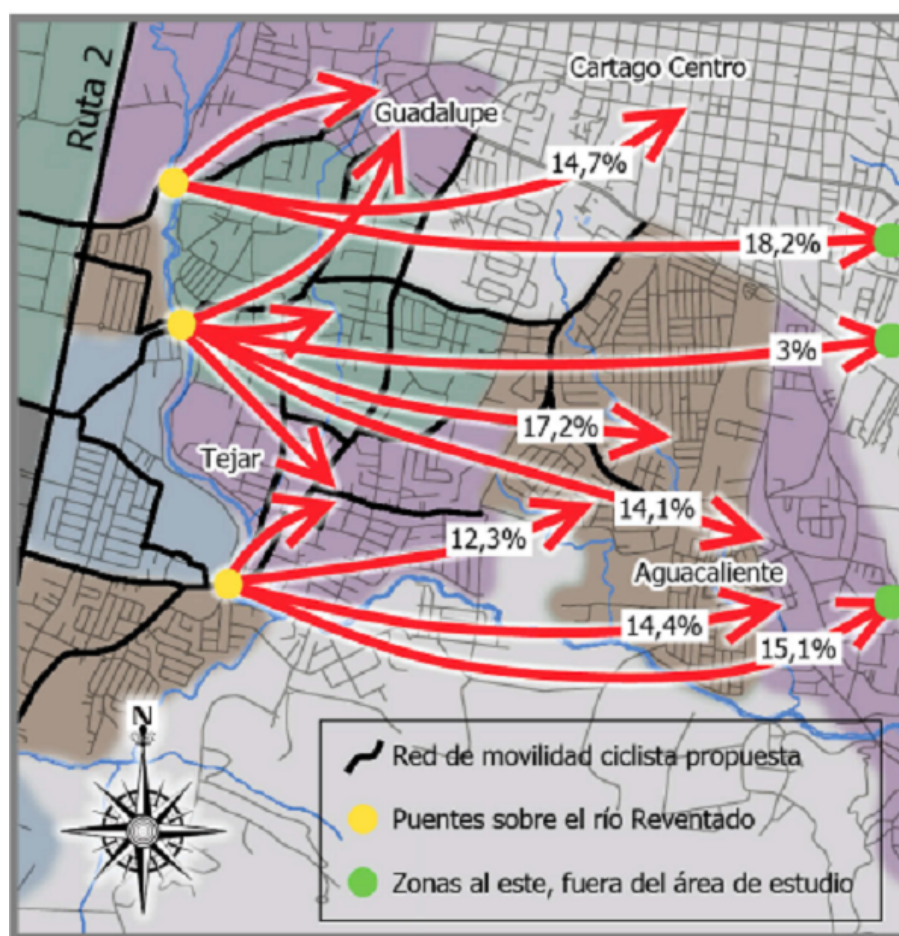 Ruta 2
Cartago Centro
Guadalupe
14,7%
18,2%
3%
17,2%
Tejar
14,1%
12,3%
Aguacaliente
14,4%
15,1%
N
Red de movilidad ciclista propuesta
Puentes sobre el río Reventado
Zonas al este, fuera del área de estudio